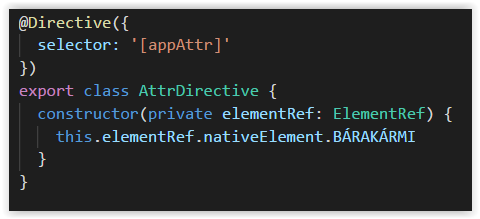 @Directive({
  selector: '[appAttr]'
})
export class AttrDirective {
  constructor(private elementRef: ElementRef) {
    this.elementRef.nativeElement.BÁRAKÁRMI
  }
}